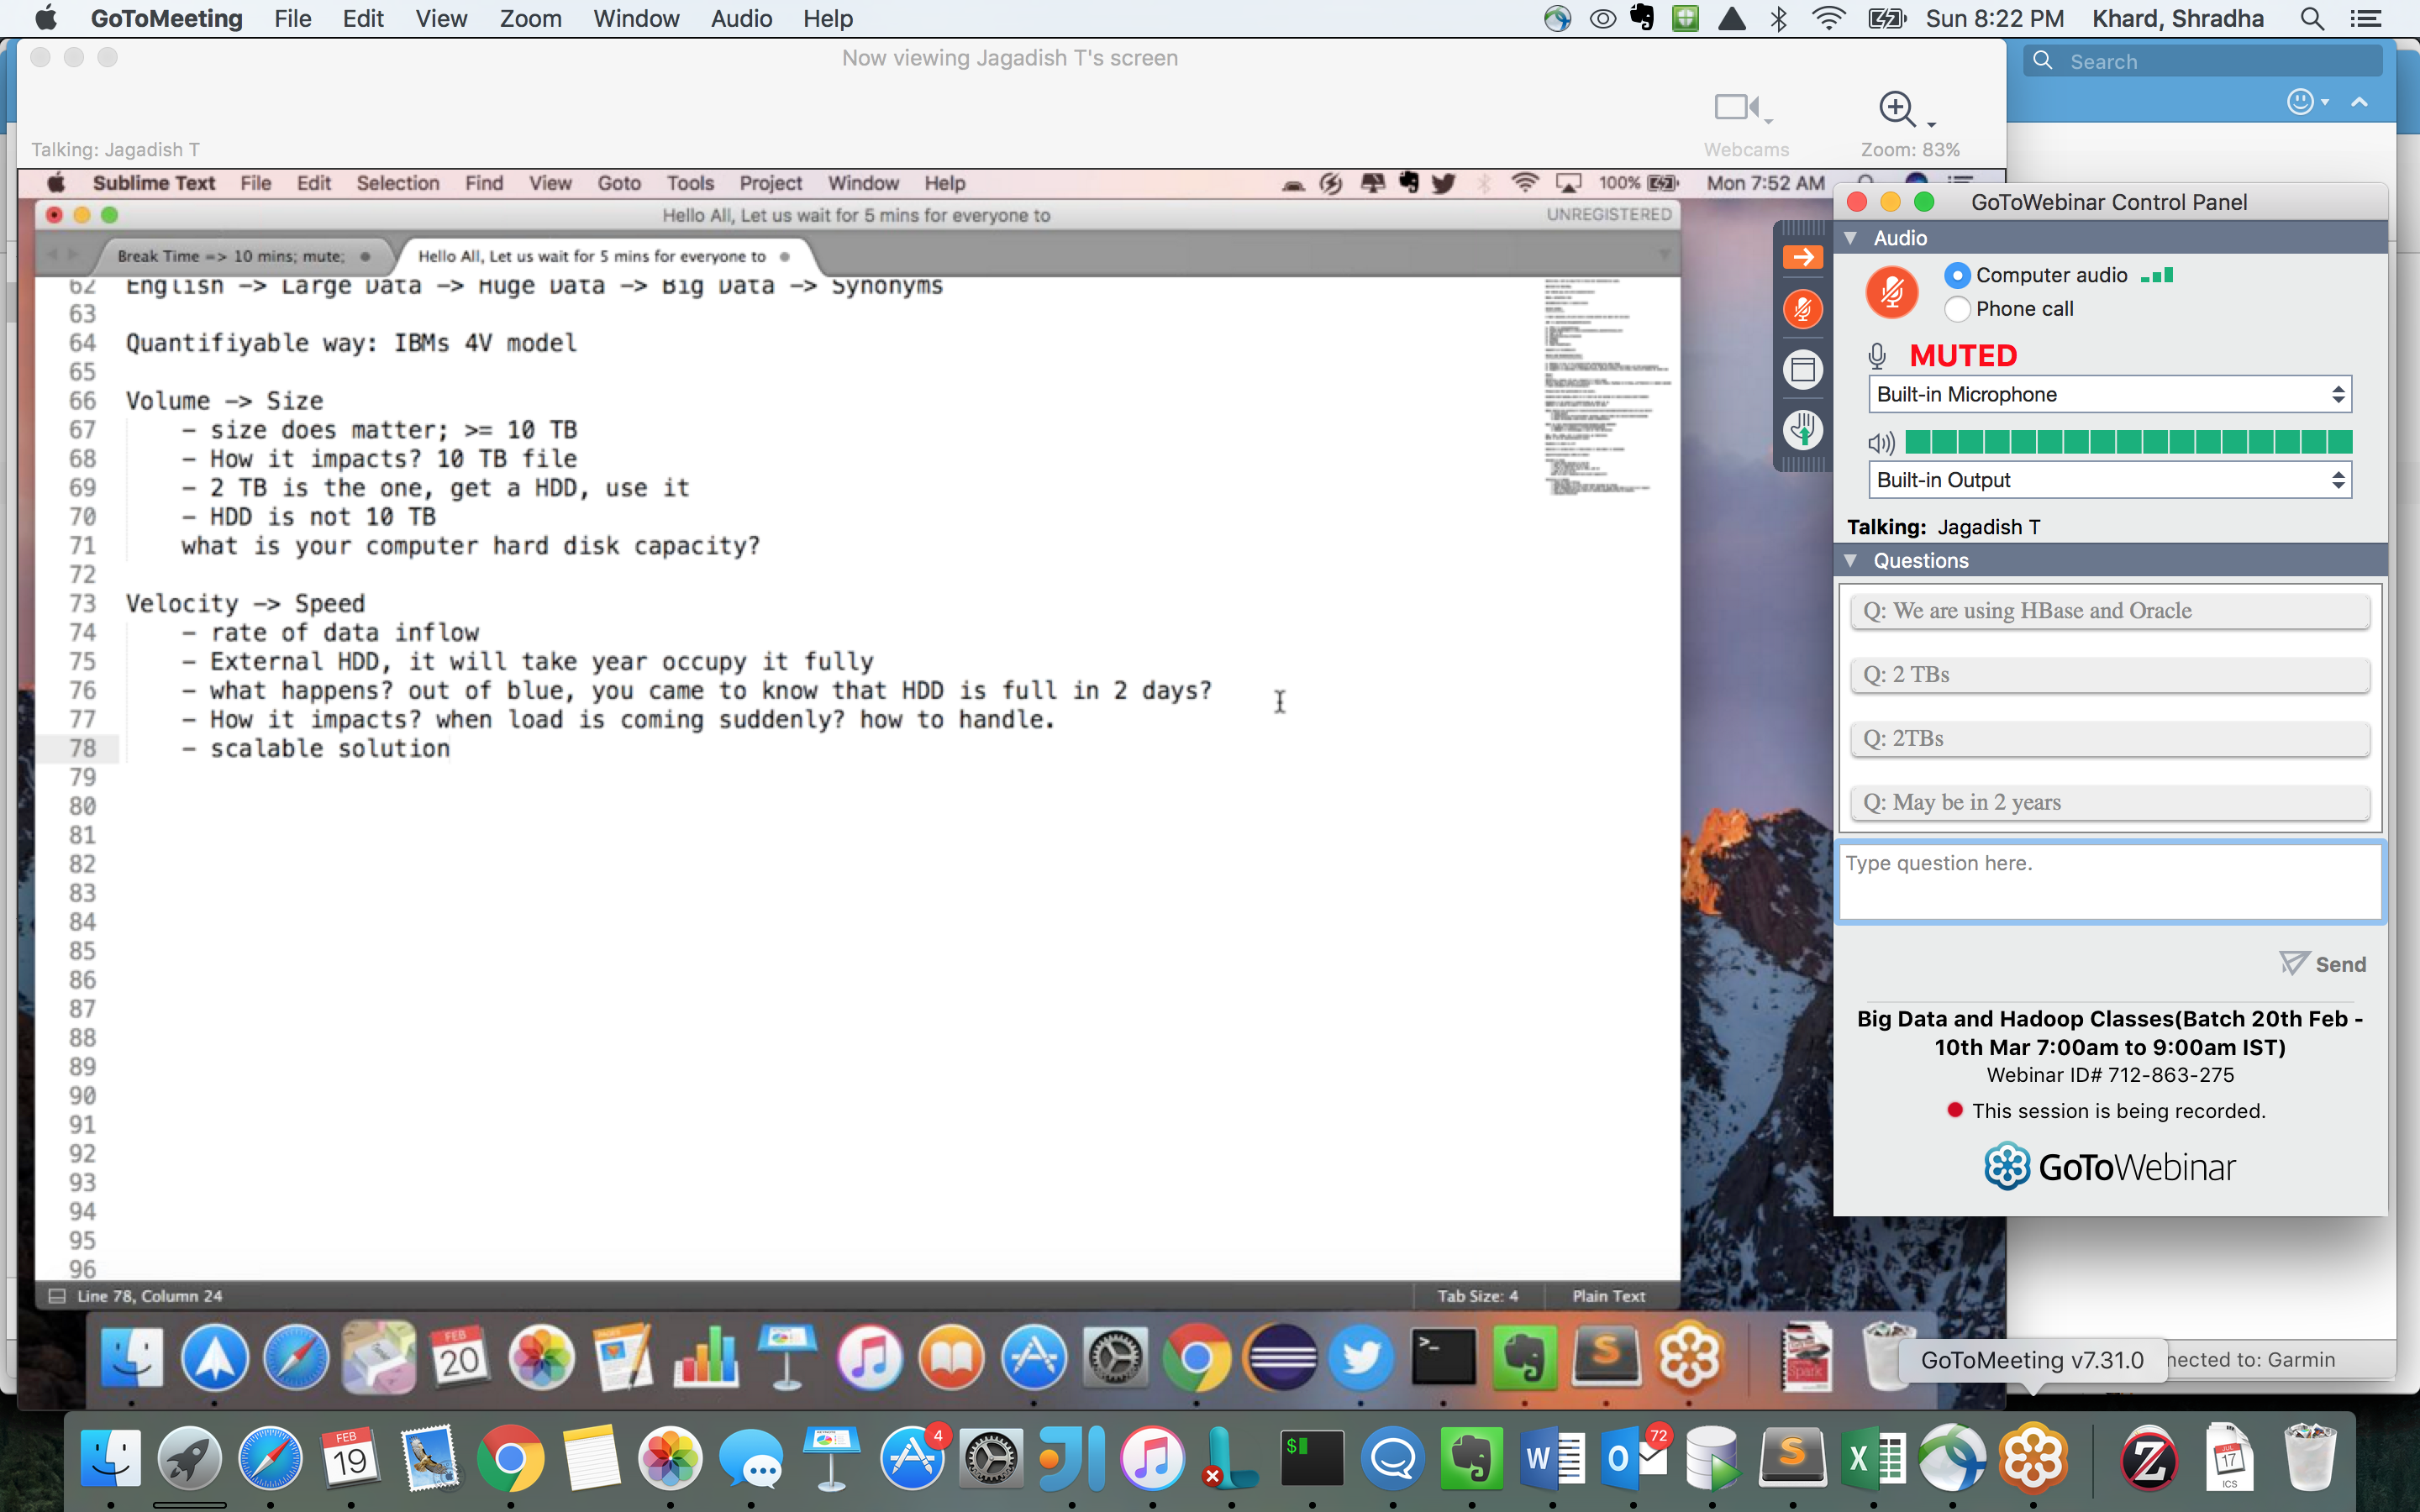 GoToMeeting File Edit View Zoom Window Audio Help Sun 8:22 PM Khard, Shradha
Now viewing Jagadish T's screen
Search
Talking: Jagadish T
Webcams
Zoom: 83%
Sublime Text File Edit Selection Find View Goto Tools Project Window Help 100% Mon 7:52 AM
Hello All, Let us wait for 5 mins for everyone to
UNREGISTERED
Break Time => 10 mins; mute;
Hello All, Let us wait for 5 mins for everyone to
62 English -> Large Data -> Huge Data -> Big Data -> Synonyms
63
64 Quantifiyable way: IBMs 4V model
65
66 Volume -> Size
67 - size does matter; >= 10 TB
68 - How it impacts? 10 TB file
69 - 2 TB is the one, get a HDD, use it
70 - HDD is not 10 TB
71 what is your computer hard disk capacity?
72
73 Velocity -> Speed
74 - rate of data inflow
75 - External HDD, it will take year occupy it fully
76 - what happens? out of blue, you came to know that HDD is full in 2 days?
77 - How it impacts? when load is coming suddenly? how to handle.
78 - scalable solution
79
80
81
82
83
84
85
86
87
88
89
90
91
92
93
94
95
96
Line 78, Column 24
Tab Size: 4
Plain Text
GoToWebinar Control Panel
Audio
Computer audio
Phone call
MUTED
Built-in Microphone
Built-in Output
Talking: Jagadish T
Questions
Q: We are using HBase and Oracle
Q: 2 TBs
Q: 2TBs
Q: May be in 2 years
Type question here.
Send
Big Data and Hadoop Classes(Batch 20th Feb -
10th Mar 7:00am to 9:00am IST)
Webinar ID# 712-863-275
This session is being recorded.
GoToWebinar
FEB
20
PAGES
Spark
GoToMeeting v7.31.0
nected to: Garmin
FEB
19
4
72
JUL
17
ICS